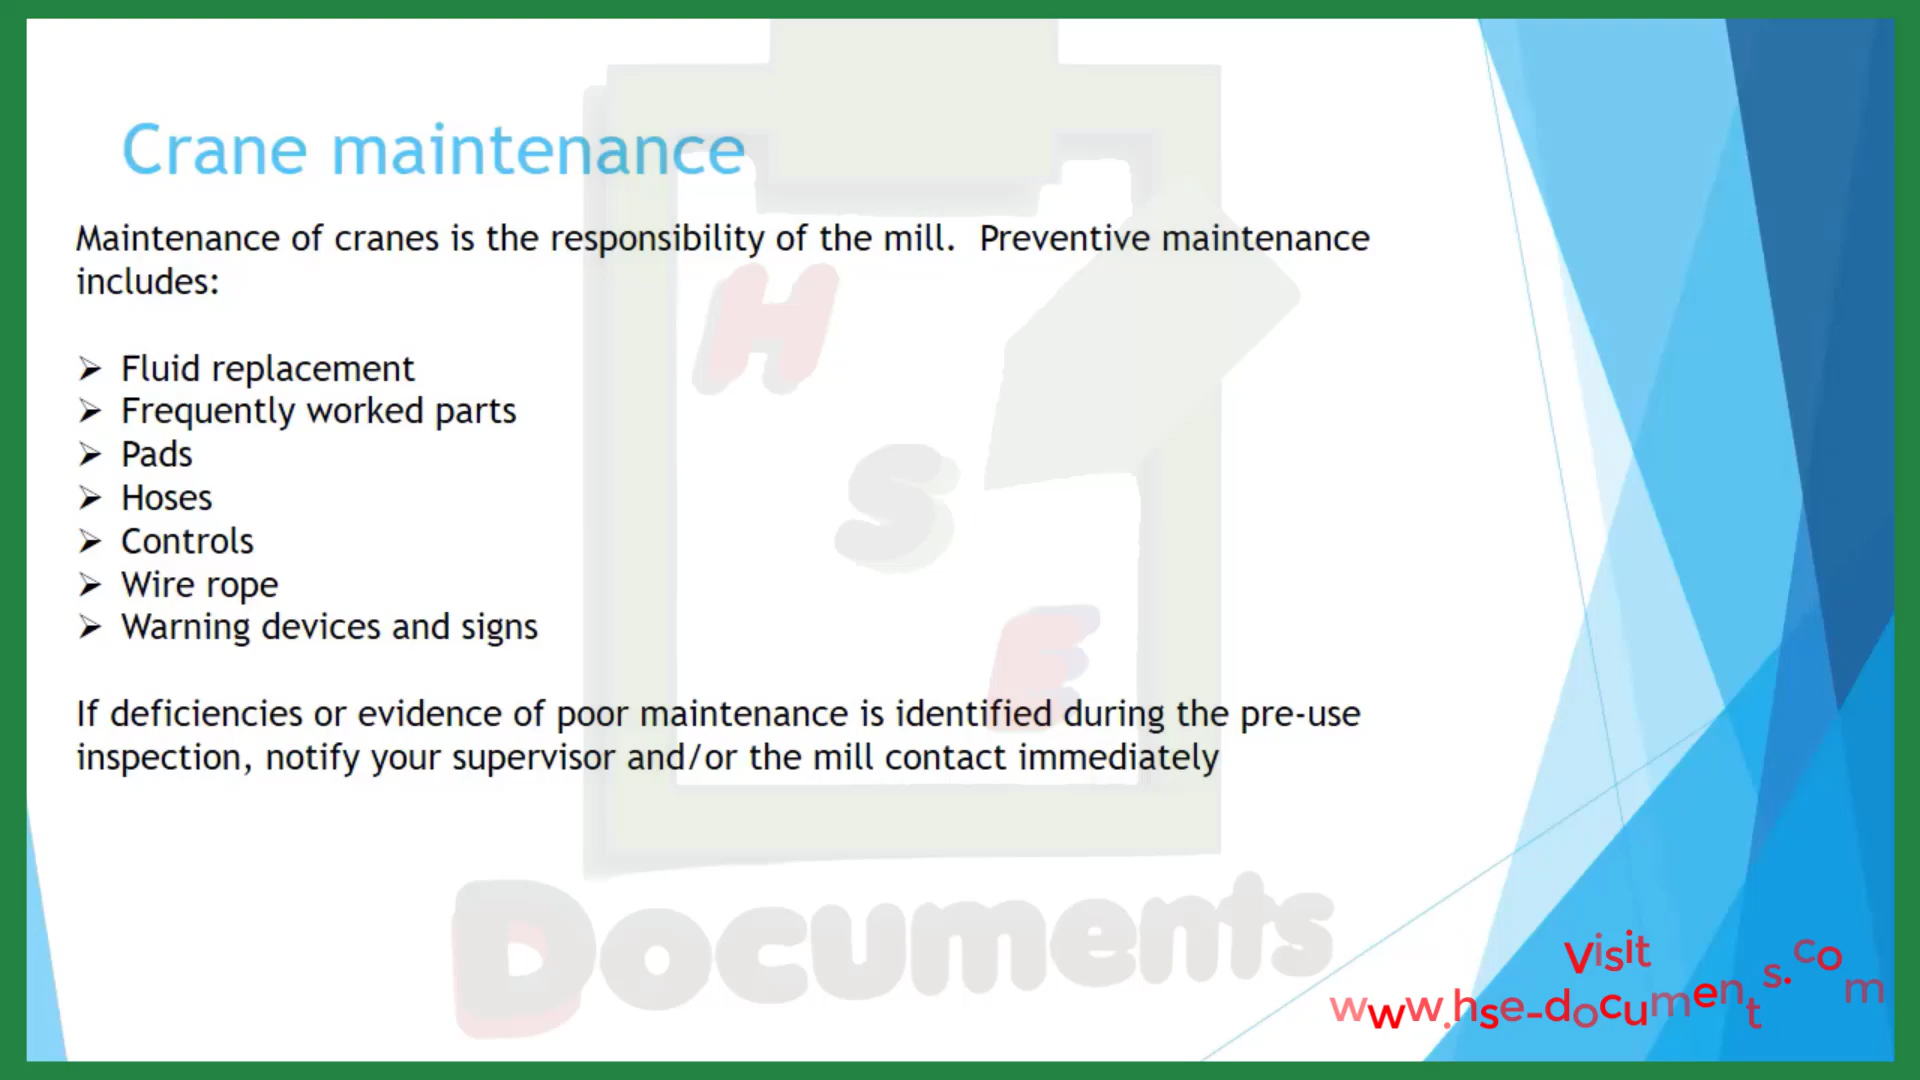 Crane maintenance
Maintenance of cranes is the responsibility of the mill.  Preventive maintenance
includes:
➢ Fluid replacement
➢ Frequently worked parts
➢ Pads
➢ Hoses
➢ Controls
➢ Wire rope
➢ Warning devices and signs
If deficiencies or evidence of poor maintenance is identified during the pre-use
inspection, notify your supervisor and/or the mill contact immediately
H
S
E
Documents
Visit
www.hse-documents.com